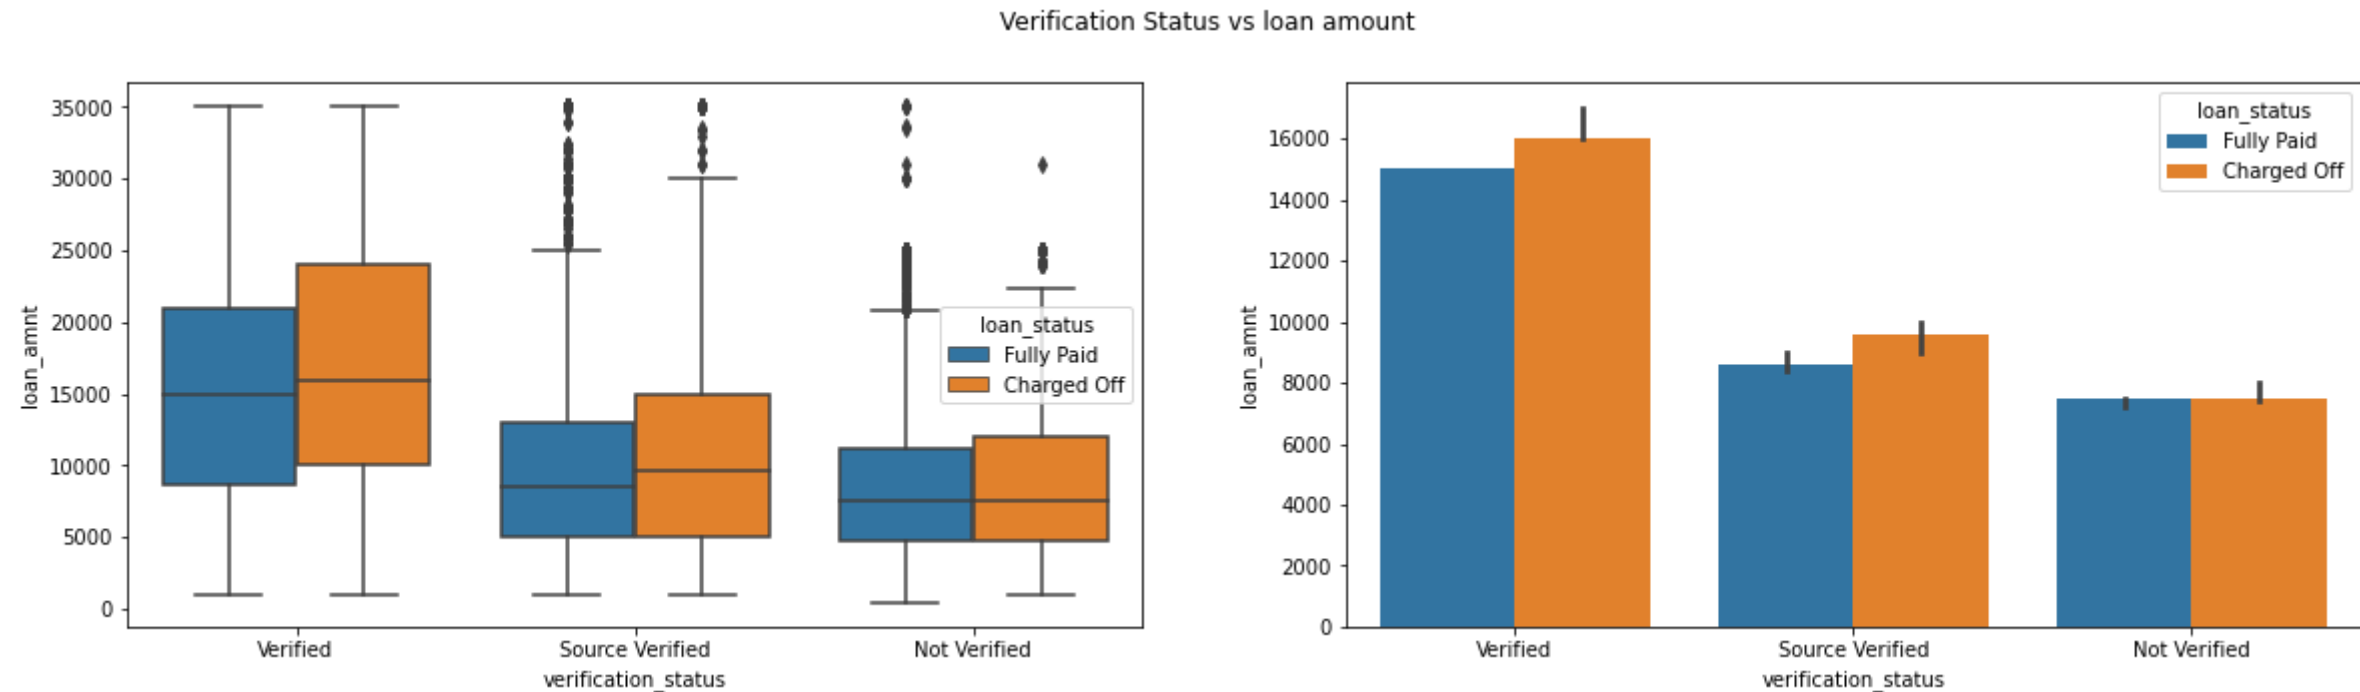 Verification Status vs loan amount
35000
30000
25000
20000
15000
10000
5000
0
loan_amnt
loan_status
Fully Paid
Charged Off
Verified
Source Verified
Not Verified
verification_status
16000
14000
12000
10000
8000
6000
4000
2000
0
loan_amnt
loan_status
Fully Paid
Charged Off
Verified
Source Verified
Not Verified
verification_status